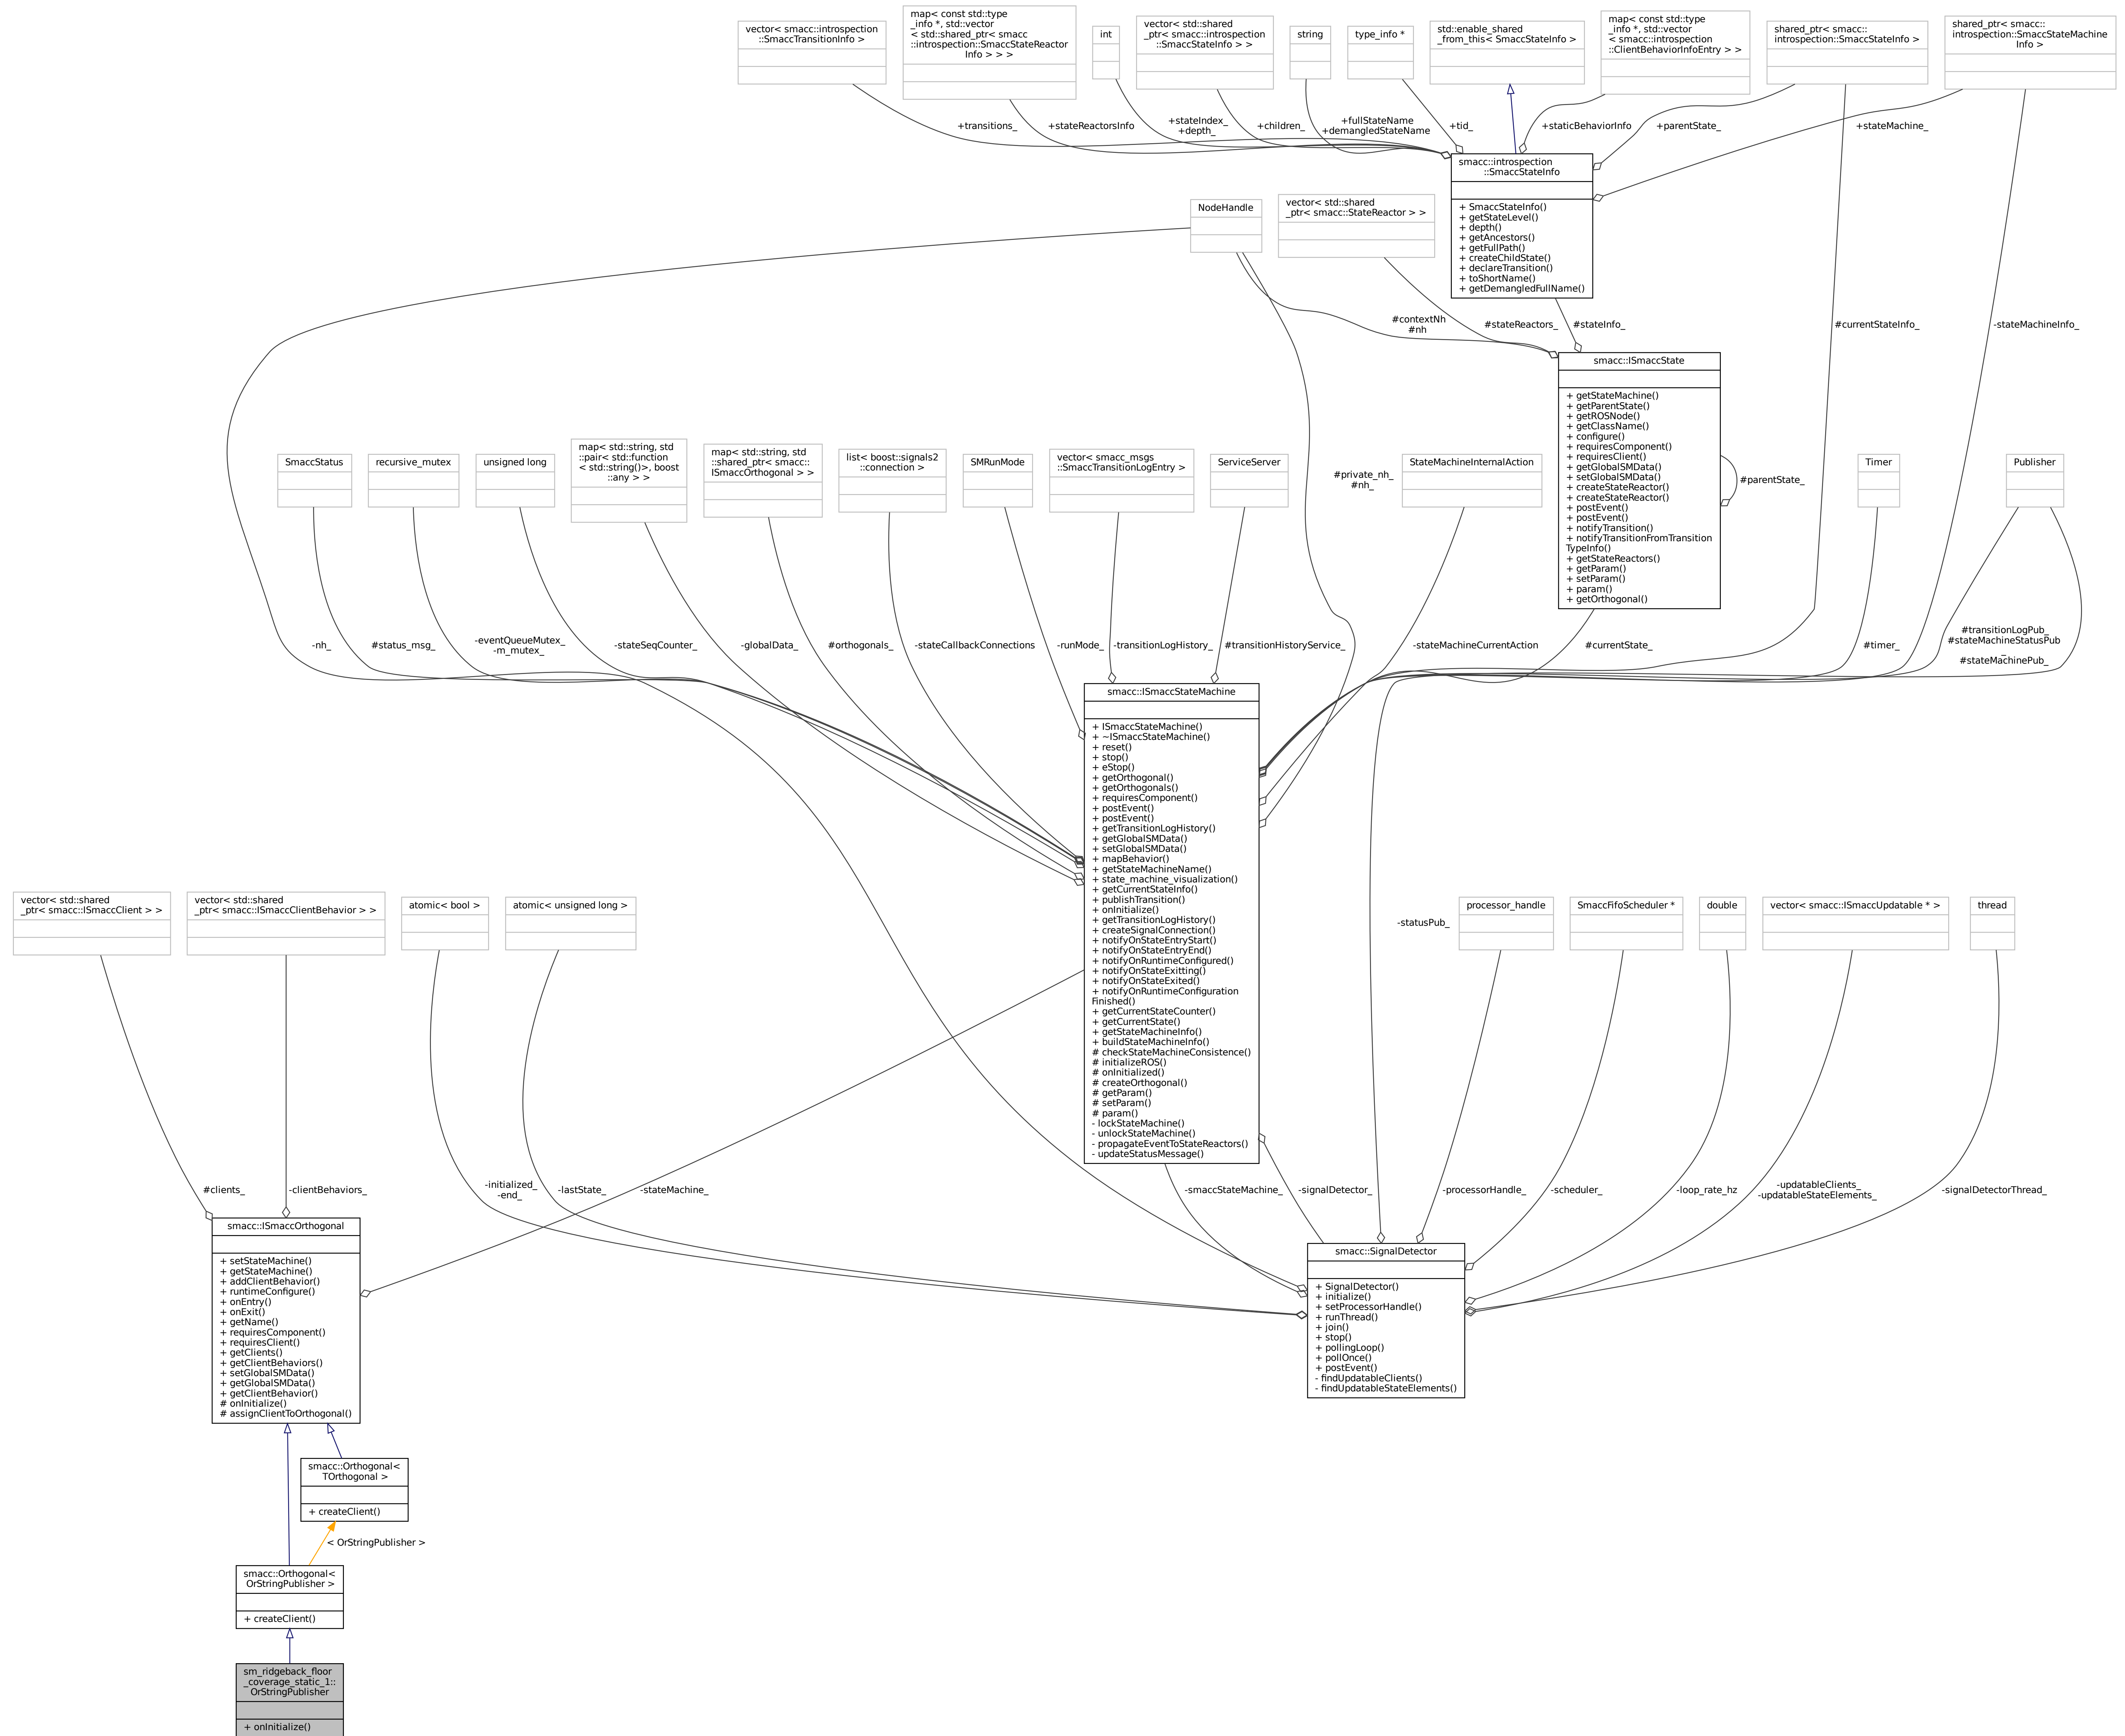 vector< smacc::introspection
::SmaccTransitionInfo >
map< const std::type
_info *, std::vector
< std::shared_ptr< smacc
::introspection::SmaccStateReactor
Info > > >
int
vector< std::shared
_ptr< smacc::introspection
::SmaccStateInfo > >
string
type_info *
std::enable_shared
_from_this< SmaccStateInfo >
map< const std::type
_info *, std::vector
< smacc::introspection
::ClientBehaviorInfoEntry > >
shared_ptr< smacc::
introspection::SmaccStateInfo >
shared_ptr< smacc::
introspection::SmaccStateMachine
Info >
+transitions_
+stateReactorsInfo
+stateIndex_
+depth_
+children_
+fullStateName
+demangledStateName
+tid_
+staticBehaviorInfo
+parentState_
+stateMachine_
smacc::introspection
::SmaccStateInfo
+ SmaccStateInfo()
+ getStateLevel()
+ depth()
+ getAncestors()
+ getFullPath()
+ createChildState()
+ declareTransition()
+ toShortName()
+ getDemangledFullName()
NodeHandle
vector< std::shared
_ptr< smacc::StateReactor > >
#contextNh
#nh
#stateReactors_
#stateInfo_
#currentStateInfo_
-stateMachineInfo_
smacc::ISmaccState
+ getStateMachine()
+ getParentState()
+ getROSNode()
+ getClassName()
+ configure()
+ requiresComponent()
+ requiresClient()
+ getGlobalSMData()
+ setGlobalSMData()
+ createStateReactor()
+ createStateReactor()
+ postEvent()
+ postEvent()
+ notifyTransition()
+ notifyTransitionFromTransition
TypeInfo()
+ getStateReactors()
+ getParam()
+ setParam()
+ param()
+ getOrthogonal()
#parentState_
SmaccStatus
recursive_mutex
unsigned long
map< std::string, std
::pair< std::function
< std::string()>, boost
::any > >
map< std::string, std
::shared_ptr< smacc::
ISmaccOrthogonal > >
list< boost::signals2
::connection >
SMRunMode
vector< smacc_msgs
::SmaccTransitionLogEntry >
ServiceServer
#private_nh_
#nh_
StateMachineInternalAction
Timer
Publisher
-nh_
#status_msg_
-eventQueueMutex_
-m_mutex_
-stateSeqCounter_
-globalData_
#orthogonals_
-stateCallbackConnections
-runMode_
-transitionLogHistory_
#transitionHistoryService_
-stateMachineCurrentAction
#currentState_
#timer_
#transitionLogPub_
#stateMachineStatusPub
_
#stateMachinePub_
smacc::ISmaccStateMachine
+ ISmaccStateMachine()
+ ~ISmaccStateMachine()
+ reset()
+ stop()
+ eStop()
+ getOrthogonal()
+ getOrthogonals()
+ requiresComponent()
+ postEvent()
+ postEvent()
+ getTransitionLogHistory()
+ getGlobalSMData()
+ setGlobalSMData()
+ mapBehavior()
+ getStateMachineName()
+ state_machine_visualization()
+ getCurrentStateInfo()
+ publishTransition()
+ onInitialize()
+ getTransitionLogHistory()
+ createSignalConnection()
+ notifyOnStateEntryStart()
+ notifyOnStateEntryEnd()
+ notifyOnRuntimeConfigured()
+ notifyOnStateExitting()
+ notifyOnStateExited()
+ notifyOnRuntimeConfiguration
Finished()
+ getCurrentStateCounter()
+ getCurrentState()
+ getStateMachineInfo()
+ buildStateMachineInfo()
# checkStateMachineConsistence()
# initializeROS()
# onInitialized()
# createOrthogonal()
# getParam()
# setParam()
# param()
- lockStateMachine()
- unlockStateMachine()
- propagateEventToStateReactors()
- updateStatusMessage()
vector< std::shared
_ptr< smacc::ISmaccClient > >
vector< std::shared
_ptr< smacc::ISmaccClientBehavior > >
atomic< bool >
atomic< unsigned long >
-statusPub_
processor_handle
SmaccFifoScheduler *
double
vector< smacc::ISmaccUpdatable * >
thread
#clients_
-clientBehaviors_
-initialized_
-end_
-lastState_
-stateMachine_
-smaccStateMachine_
-signalDetector_
-processorHandle_
-scheduler_
-loop_rate_hz
-updatableClients_
-updatableStateElements_
-signalDetectorThread_
smacc::ISmaccOrthogonal
+ setStateMachine()
+ getStateMachine()
+ addClientBehavior()
+ runtimeConfigure()
+ onEntry()
+ onExit()
+ getName()
+ requiresComponent()
+ requiresClient()
+ getClients()
+ getClientBehaviors()
+ setGlobalSMData()
+ getGlobalSMData()
+ getClientBehavior()
# onInitialize()
# assignClientToOrthogonal()
smacc::SignalDetector
+ SignalDetector()
+ initialize()
+ setProcessorHandle()
+ runThread()
+ join()
+ stop()
+ pollingLoop()
+ pollOnce()
+ postEvent()
- findUpdatableClients()
- findUpdatableStateElements()
smacc::Orthogonal<
TOrthogonal >
+ createClient()
< OrStringPublisher >
smacc::Orthogonal<
OrStringPublisher >
+ createClient()
sm_ridgeback_floor
_coverage_static_1::
OrStringPublisher
+ onInitialize()